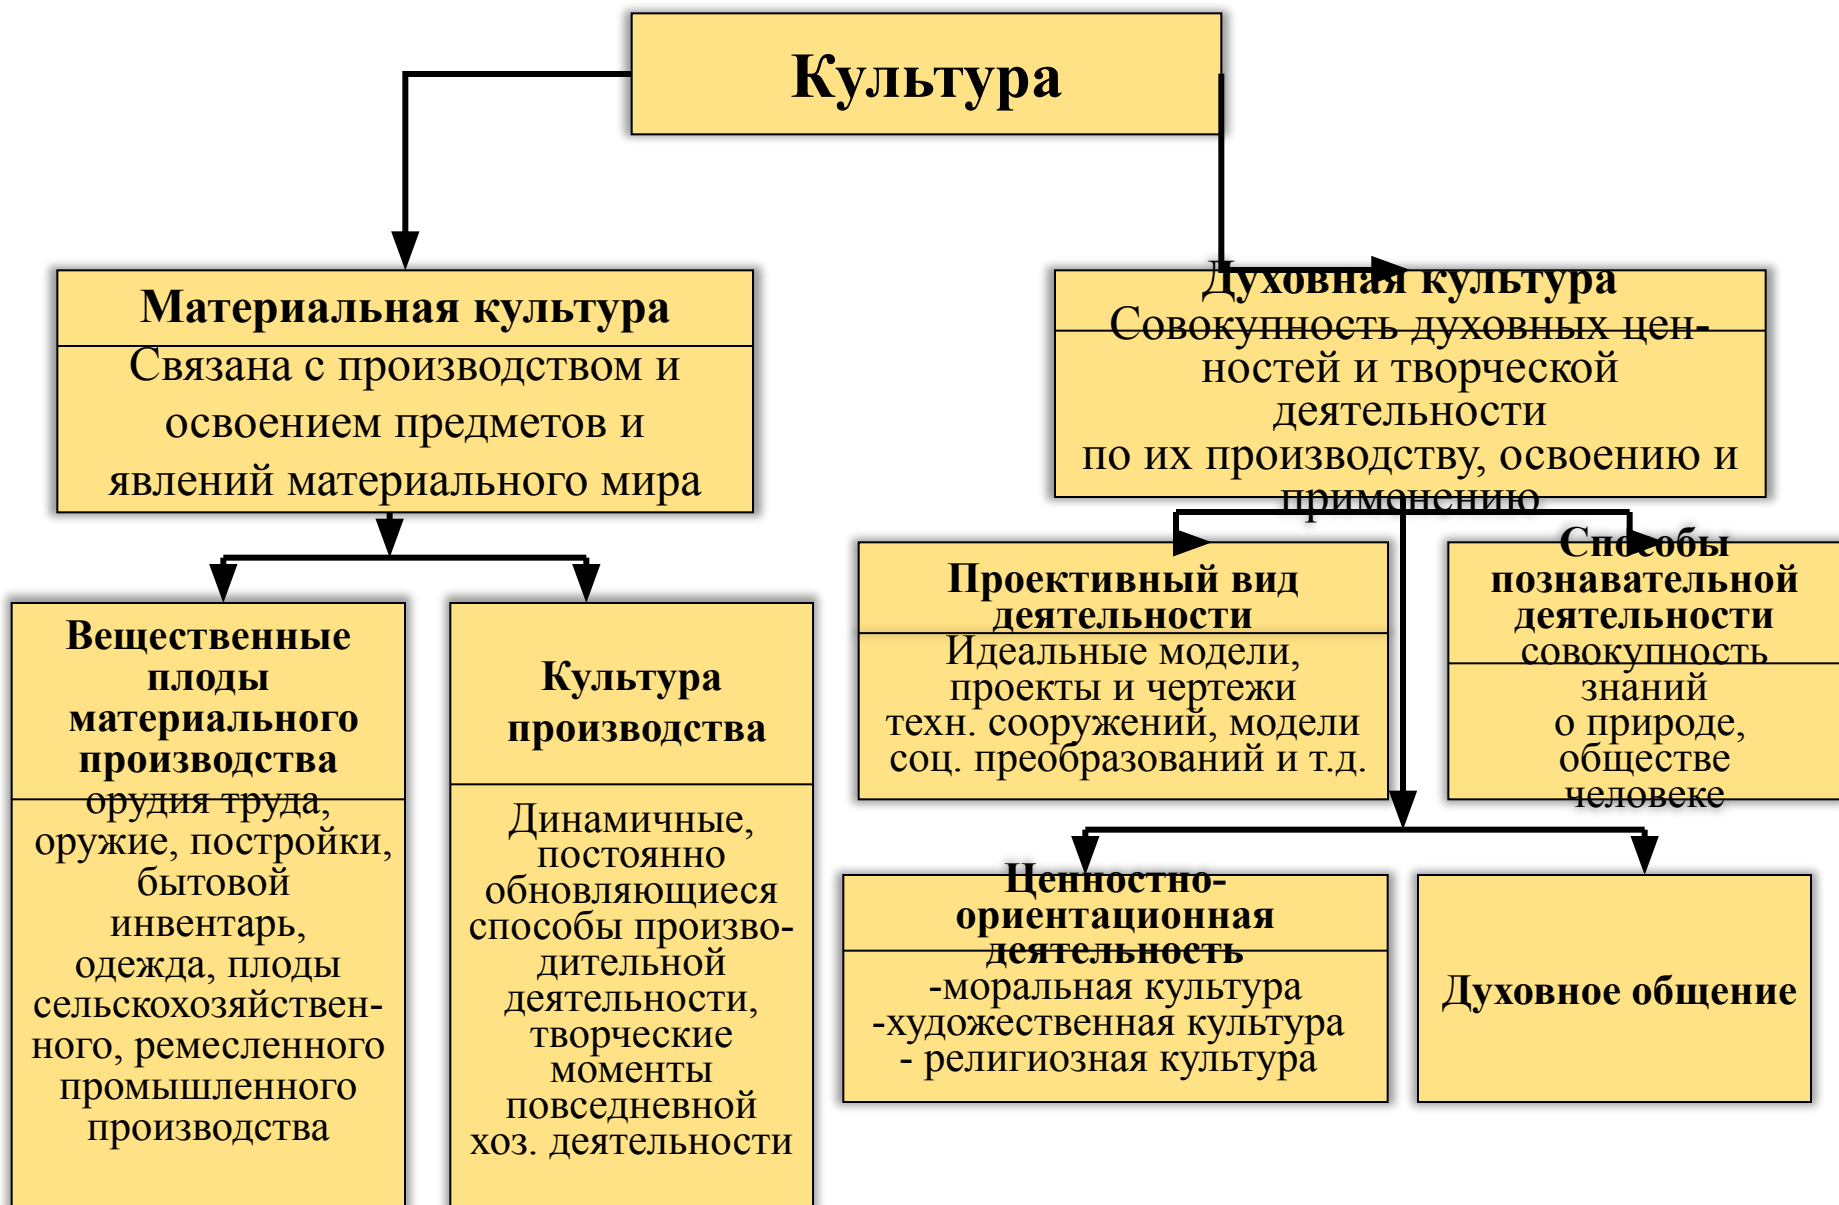 Культура
Материальная культура
Связана с производством и
освоением предметов и
явлений материального мира
Духовная культура
Совокупность духовных цен-
ностей и творческой
деятельности
по их производству, освоению и
применению
Вещественные
плоды
материального
производства
орудия труда,
оружие, постройки,
бытовой
инвентарь,
одежда, плоды
сельскохозяйствен-
ного, ремесленного
промышленного
производства
Культура
производства
Динамичные,
постоянно
обновляющиеся
способы произво-
дительной
деятельности,
творческие
моменты
повседневной
хоз. деятельности
Проективный вид
деятельности
Идеальные модели,
проекты и чертежи
техн. сооружений, модели
соц. преобразований и т.д.
Способы
познавательной
деятельности
совокупность
знаний
о природе,
обществе
человеке
Ценностно-
ориентационная
деятельность
-моральная культура
-художественная культура
- религиозная культура
Духовное общение